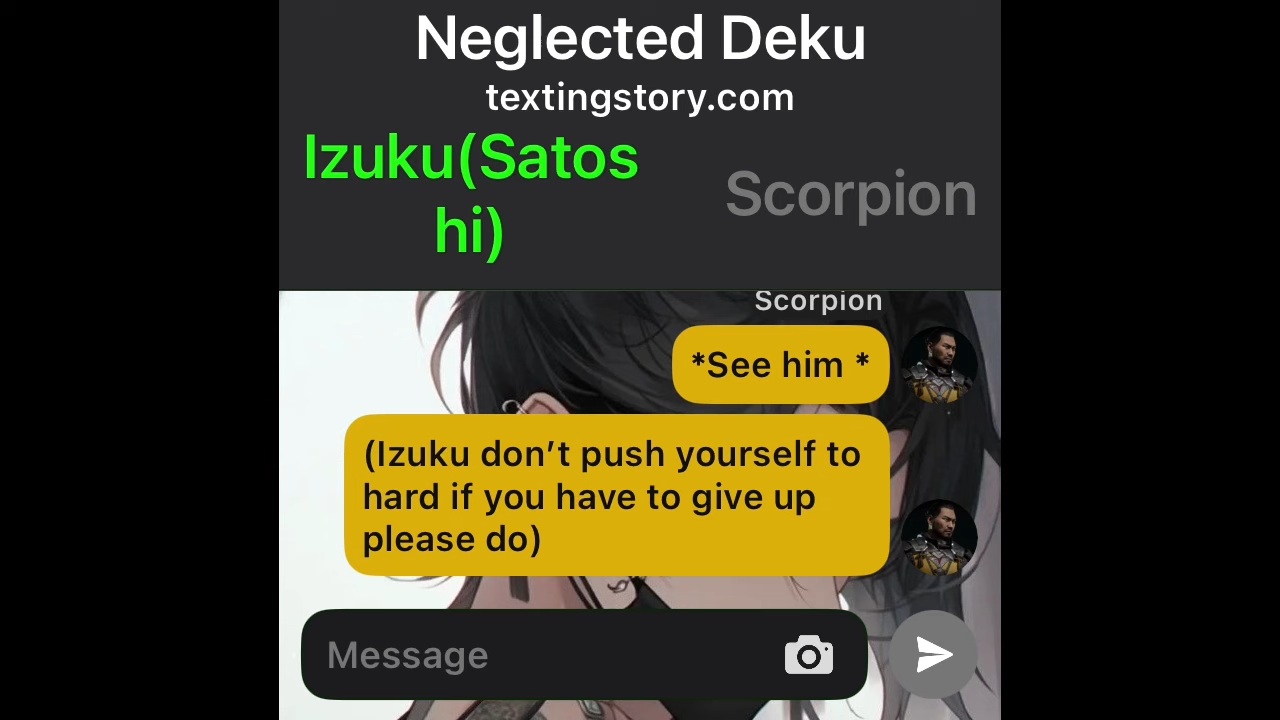 Neglected Deku
textingstory.com
Izuku(Satos
hi)
Scorpion
Scorpion
*See him *
(Izuku don’t push yourself to
hard if you have to give up
please do)
Message